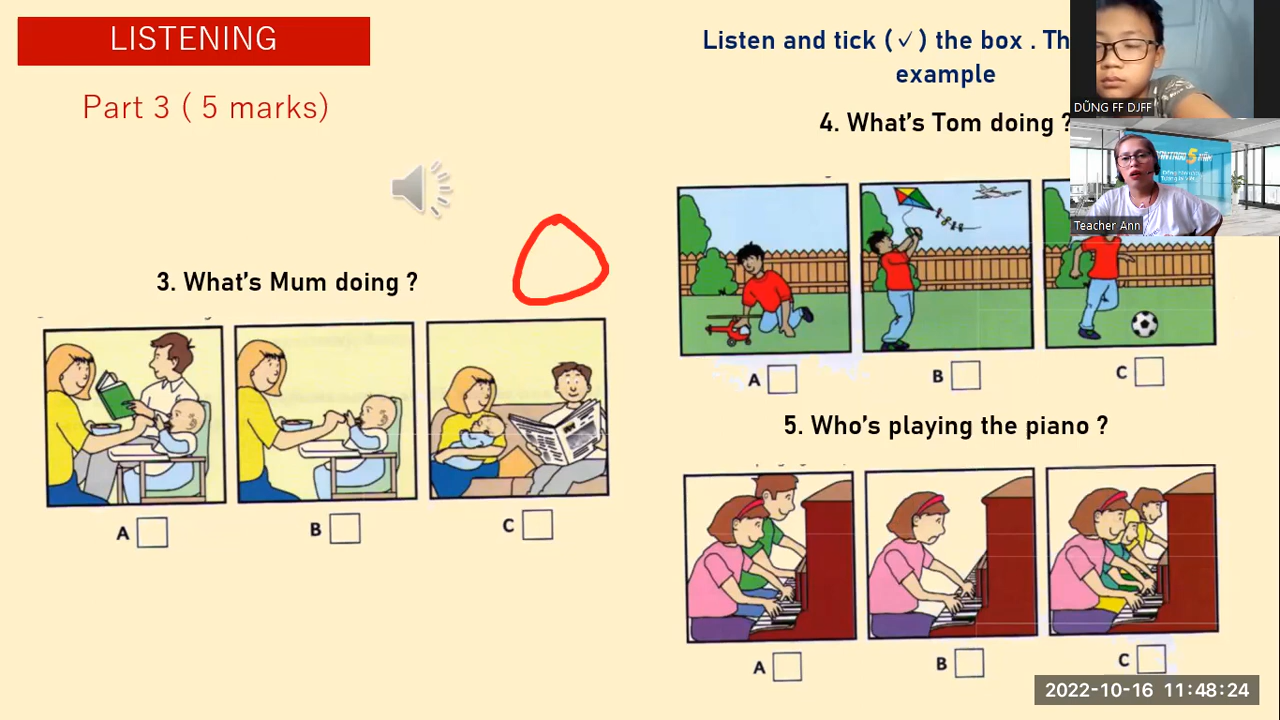 LISTENING
Part 3 ( 5 marks)
3. What's Mum doing ?
A
B
C
Listen and tick ( ✓ ) the box . Th
example
4. What's Tom doing ?
A
B
C
5. Who's playing the piano ?
A
B
C
DŨNG FF DJFF
Teacher Ann
2022-10-16 11:48:24